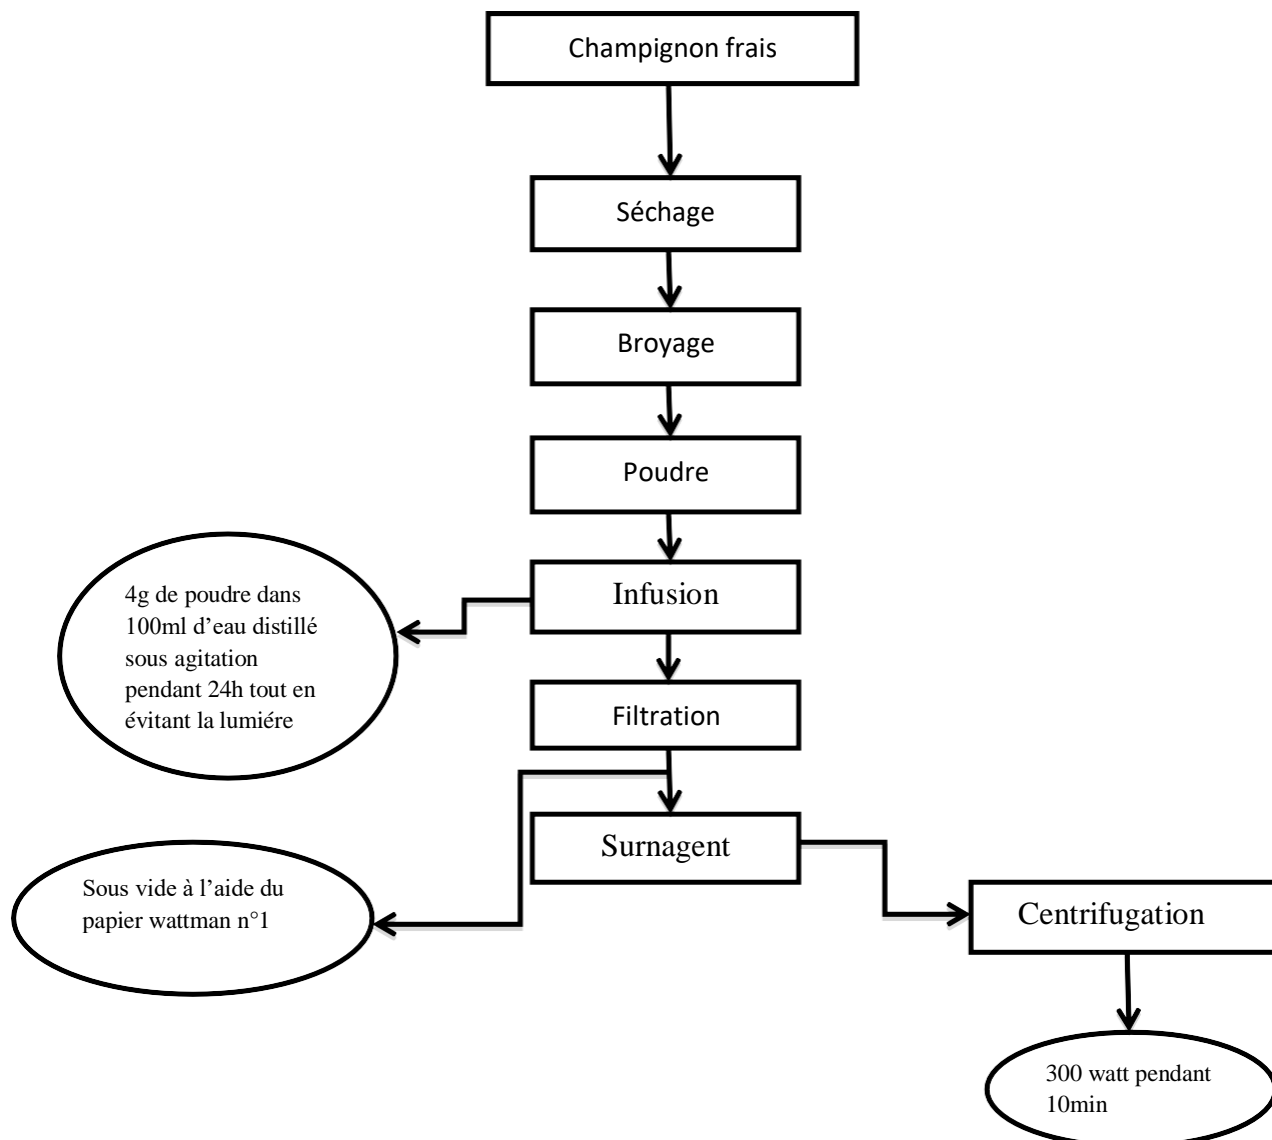 Champignon frais
Séchage
Broyage
Poudre
Infusion
4g de poudre dans
100ml d’eau distillé
sous agitation
pendant 24h tout en
évitant la lumiére
Filtration
Surnagent
Sous vide à l’aide du
papier wattman n°1
Centrifugation
300 watt pendant
10min